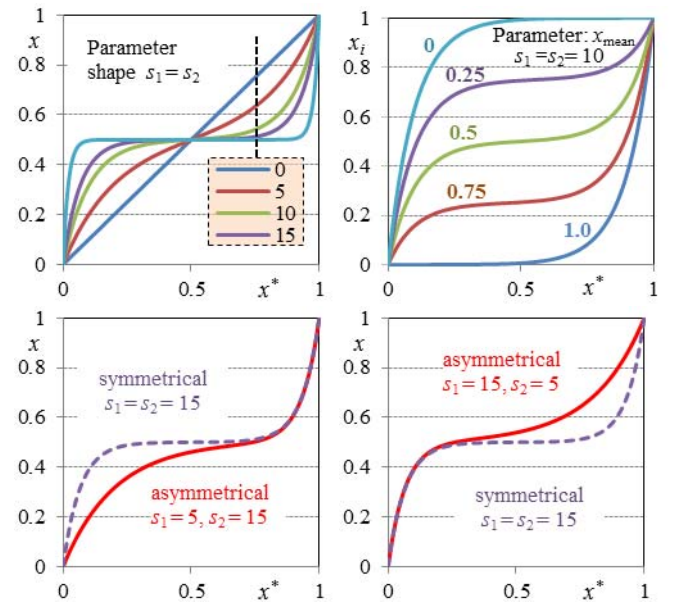 x
1
0.8
0.6
0.4
0.2
0
Parameter
shape s₁ = s₂
0
5
10
15
0
0.5
x*
1
xᵢ
1
0.8
0.6
0.4
0.2
0
Parameter: x_mean
s₁ = s₂ = 10
0
0.25
0.5
0.75
1.0
0
0.5
x*
1
x
1
0.8
0.6
0.4
0.2
0
symmetrical
s₁ = s₂ = 15
asymmetrical
s₁ = 5, s₂ = 15
0
0.5
x*
1
x
1
0.8
0.6
0.4
0.2
0
asymmetrical
s₁ = 15, s₂ = 5
symmetrical
s₁ = s₂ = 15
0
0.5
x*
1